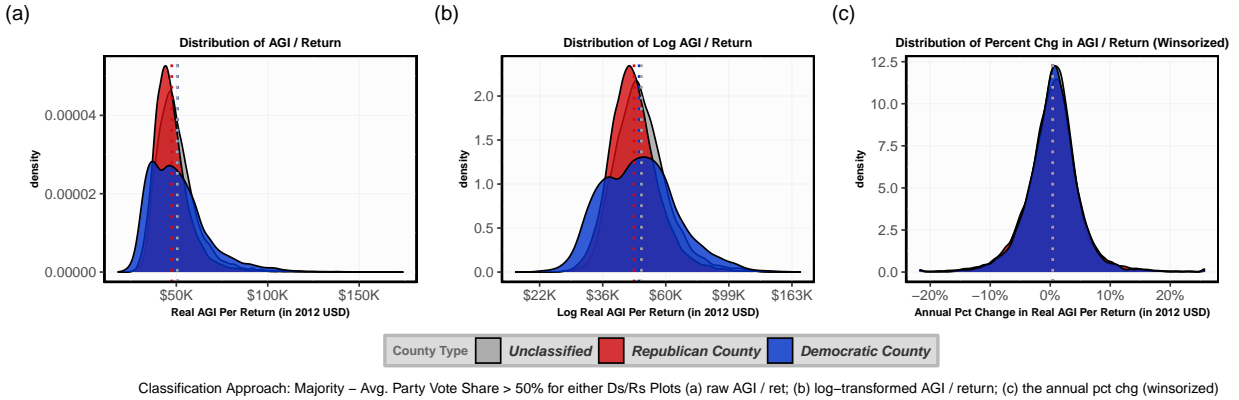 (a)
(b)
(c)
Distribution of AGI / Return
Distribution of Log AGI / Return
Distribution of Percent Chg in AGI / Return (Winsorized)
density
0.00004
0.00002
0.00000
$50K
$100K
$150K
Real AGI Per Return (in 2012 USD)
density
2.0
1.5
1.0
0.5
0.0
$22K
$36K
$60K
$99K
$163K
Log Real AGI Per Return (in 2012 USD)
density
12.5
10.0
7.5
5.0
2.5
0.0
−20%
−10%
0%
10%
20%
Annual Pct Change in Real AGI Per Return (in 2012 USD)
County Type Unclassified Republican County Democratic County
Classification Approach: Majority − Avg. Party Vote Share > 50% for either Ds/Rs Plots (a) raw AGI / ret; (b) log−transformed AGI / return; (c) the annual pct chg (winsorized)